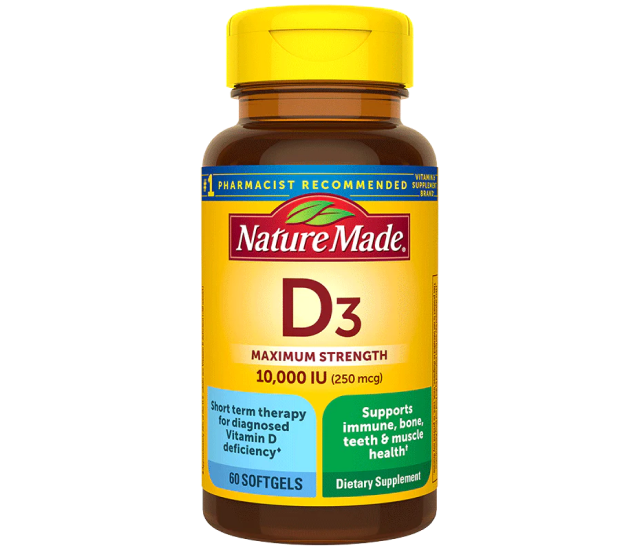 #1 PHARMACIST RECOMMENDED VITAMIN & SUPPLEMENT BRAND
Nature Made®
D3
MAXIMUM STRENGTH
10,000 IU (250 mcg)
Short term therapy
for diagnosed
Vitamin D
deficiency♦
60 SOFTGELS
Supports
immune, bone,
teeth & muscle
health†
Dietary Supplement